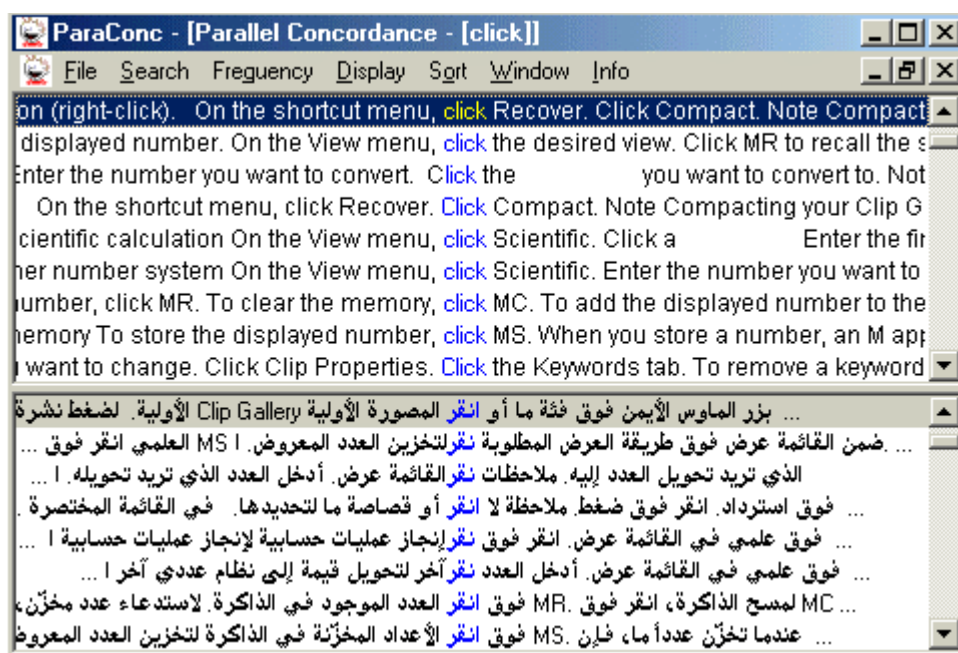 ParaConc - [Parallel Concordance - [click]]
File Search Freguency Display Sort Window Info
on (right-click). On the shortcut menu, click Recover. Click Compact. Note Compact
displayed number. On the View menu, click the desired view. Click MR to recall the s
Enter the number you want to convert. Click the you want to convert to. Not
On the shortcut menu, click Recover. Click Compact. Note Compacting your Clip G
cientific calculation On the View menu, click Scientific. Click a Enter the fir
her number system On the View menu, click Scientific. Enter the number you want to
number, click MR. To clear the memory, click MC. To add the displayed number to the
memory To store the displayed number, click MS. When you store a number, an M app
want to change. Click Clip Properties. Click the Keywords tab. To remove a keyword
... بزر الماوس الأيمن فوق فئة ما أو انقر المصورة الأولية Clip Gallery الأولية. لضغط نشرة
... ضمن القائمة عرض فوق طريقة العرض المطلوبة نقرلتخزين العدد المعروض. ا MS العلمي انقر فوق ...
الذي تريد تحويل العدد إليه. ملاحظات نقرالقائمة عرض. أدخل العدد الذي تريد تحويله. ا ...
... فوق استرداد. انقر فوق ضغط. ملاحظة لا انقر أو قصاصة ما لتحديدها. في القائمة المختصرة .
... فوق علمي في القائمة عرض. انقر فوق نقرإنجاز عمليات حسابية لإنجاز عمليات حسابية ا ...
... فوق علمي في القائمة عرض. أدخل العدد نقرآخر لتحويل قيمة إلى نظام عددي آخر ا ...
... MC لمسح الذاكرة، انقر فوق .MR فوق انقر العدد الموجود في الذاكرة. لاستدعاء عدد مخزّن،
... عندما تخزّن عدداً ما، فإن .MS فوق انقر الأعداد المخزّنة في الذاكرة لتخزين العدد المعروض